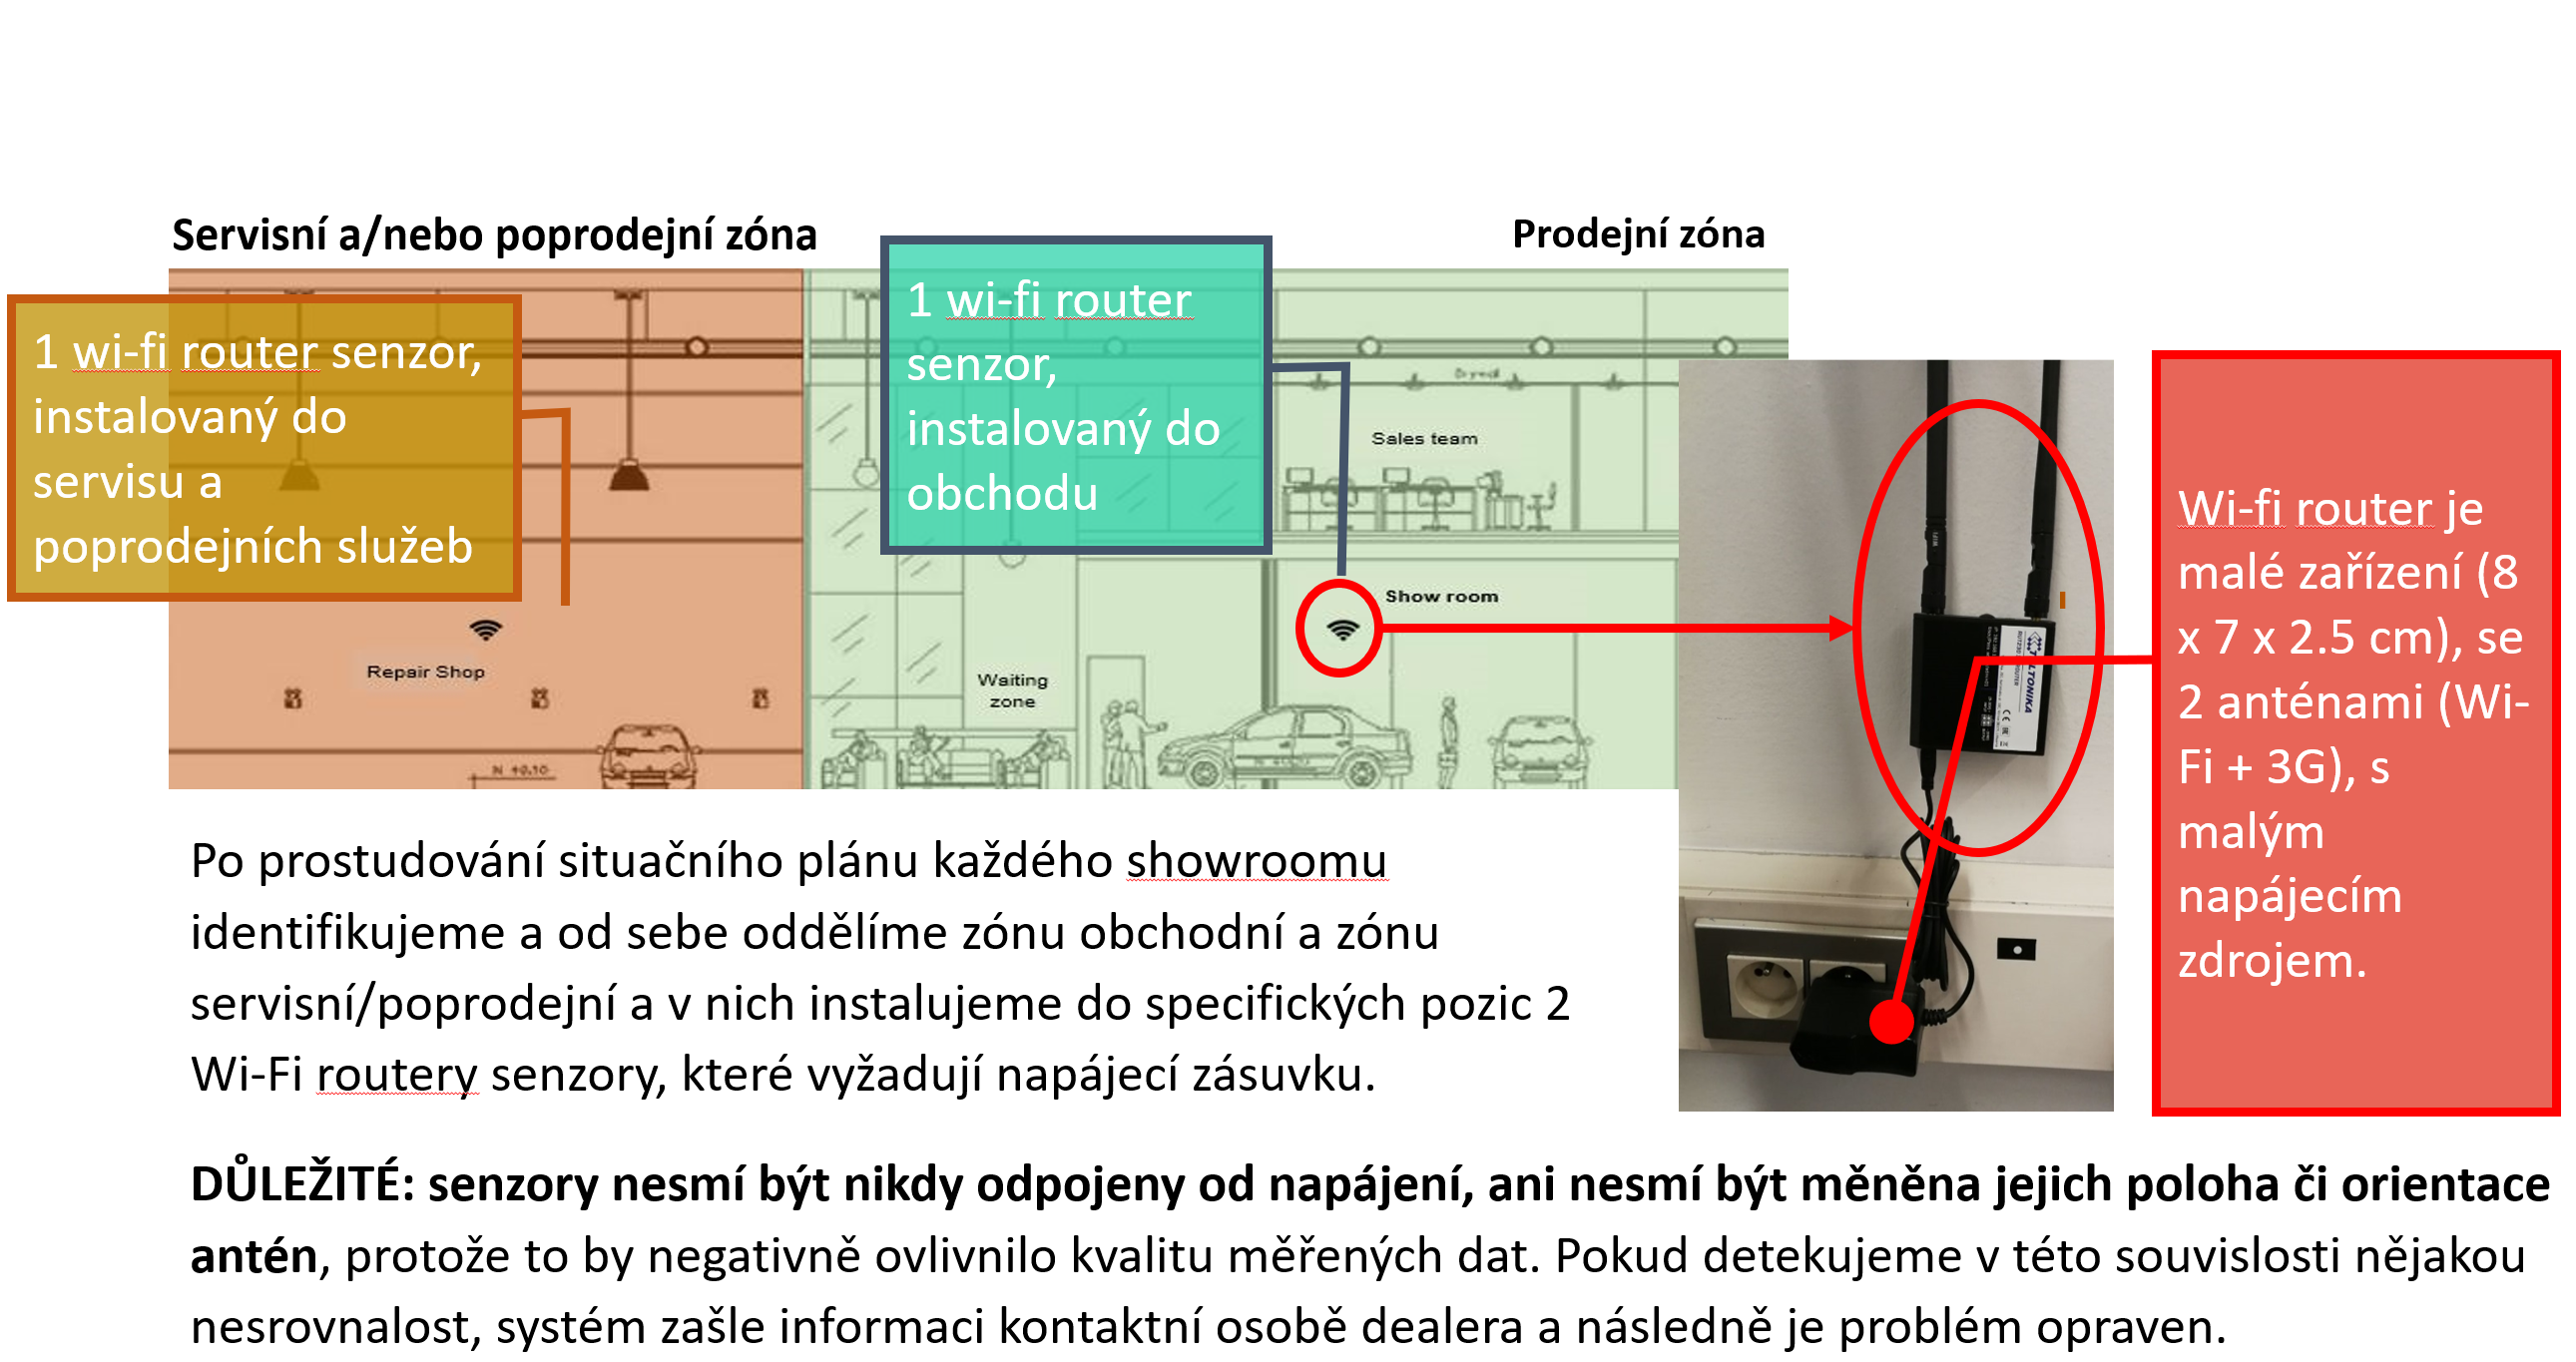 Servisní a/nebo poprodejní zóna
Prodejní zóna
1 wi-fi router senzor,
instalovaný do
servisu a
poprodejních služeb
1 wi-fi router
senzor,
instalovaný do
obchodu
Sales team
Show room
Repair Shop
Waiting
zone
N 40.10
TELTONIKA
Wi-fi router je
malé zařízení (8
x 7 x 2.5 cm), se
2 anténami (Wi-
Fi + 3G), s
malým
napájecím
zdrojem.
Po prostudování situačního plánu každého showroomu
identifikujeme a od sebe oddělíme zónu obchodní a zónu
servisní/poprodejní a v nich instalujeme do specifických pozic 2
Wi-Fi routery senzory, které vyžadují napájecí zásuvku.
DŮLEŽITÉ: senzory nesmí být nikdy odpojeny od napájení, ani nesmí být měněna jejich poloha či orientace
antén, protože to by negativně ovlivnilo kvalitu měřených dat. Pokud detekujeme v této souvislosti nějakou
nesrovnalost, systém zašle informaci kontaktní osobě dealera a následně je problém opraven.